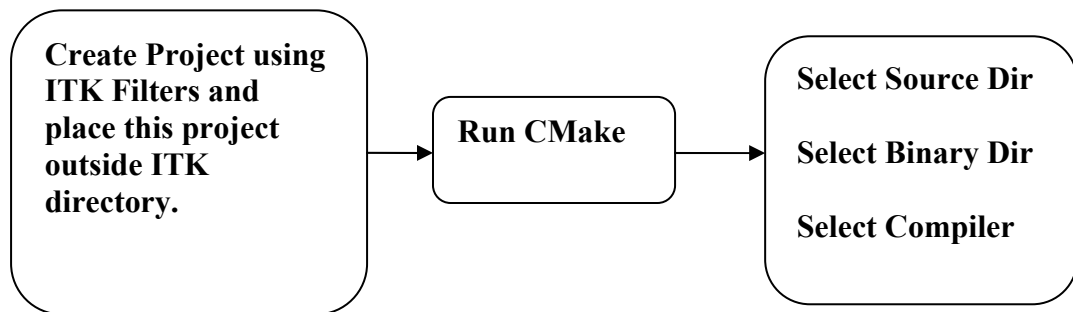 Create Project using
ITK Filters and
place this project
outside ITK
directory.
Run CMake
Select Source Dir
Select Binary Dir
Select Compiler